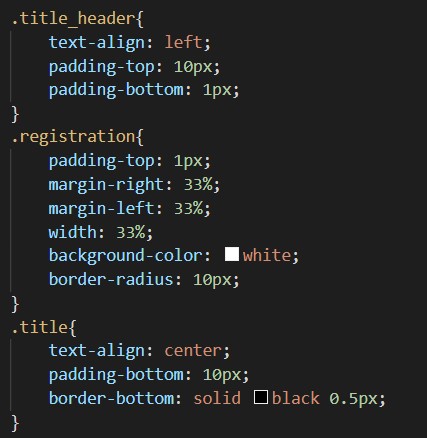 .title_header{
    text-align: left;
    padding-top: 10px;
    padding-bottom: 1px;
}
.registration{
    padding-top: 1px;
    margin-right: 33%;
    margin-left: 33%;
    width: 33%;
    background-color: white;
    border-radius: 10px;
}
.title{
    text-align: center;
    padding-bottom: 10px;
    border-bottom: solid black 0.5px;
}